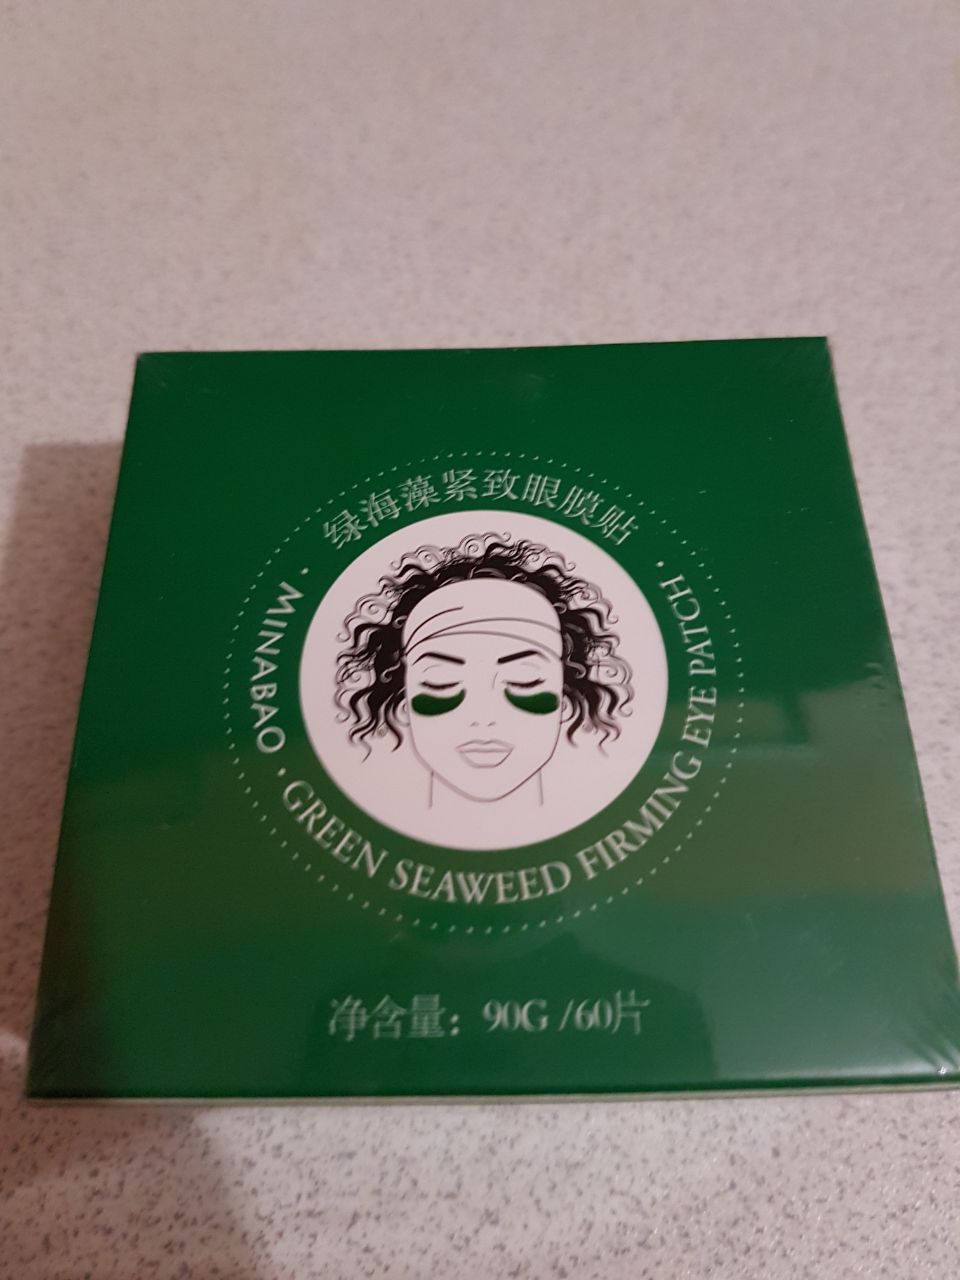 绿海藻紧致眼膜贴
· MINABAO · GREEN SEAWEED FIRMING EYE PATCH ·
净含量：90G /60片